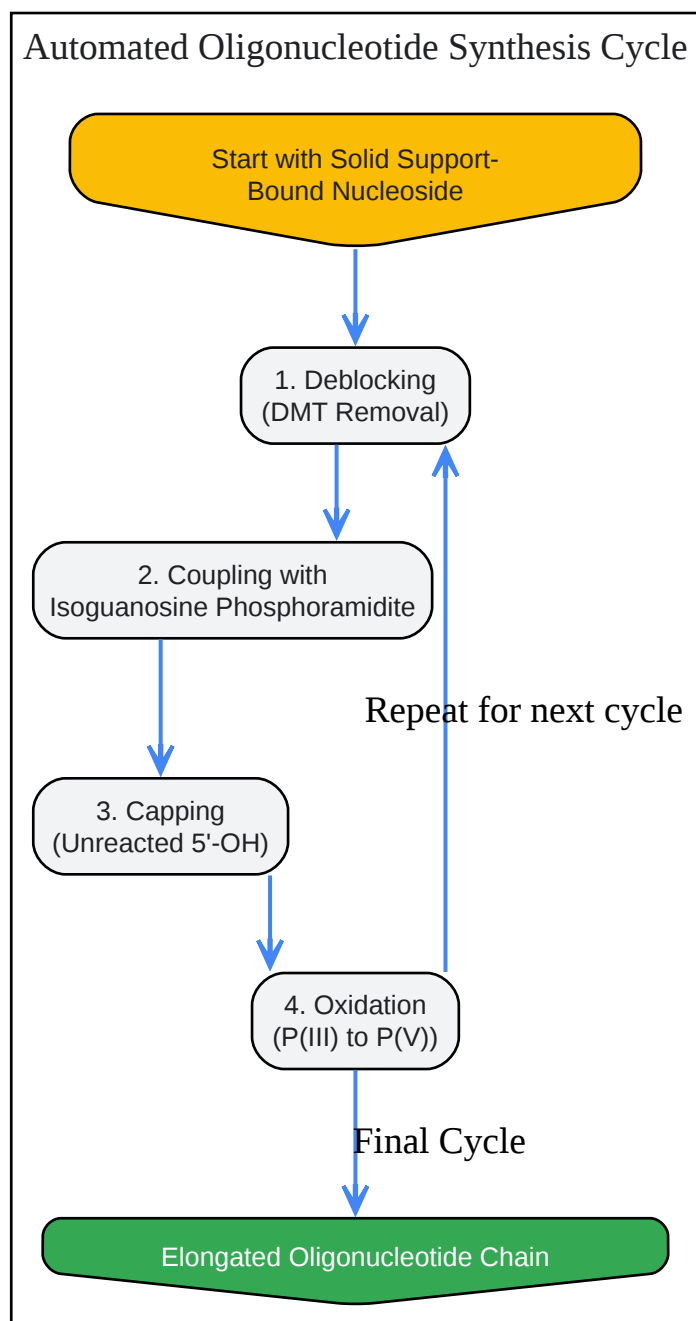 Automated Oligonucleotide Synthesis Cycle
Start with Solid Support-
Bound Nucleoside
1. Deblocking
(DMT Removal)
2. Coupling with
Isoguanosine Phosphoramidite
Repeat for next cycle
3. Capping
(Unreacted 5'-OH)
4. Oxidation
(P(III) to P(V))
Final Cycle
Elongated Oligonucleotide Chain